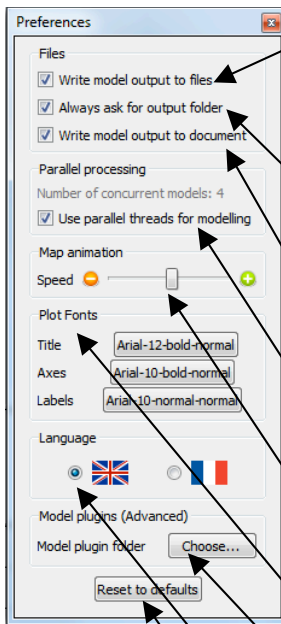 Preferences
Files
Write model output to files
Always ask for output folder
Write model output to document
Parallel processing
Number of concurrent models: 4
Use parallel threads for modelling
Map animation
Speed
Plot Fonts
Title Arial-12-bold-normal
Axes Arial-10-bold-normal
Labels Arial-10-normal-normal
Language
Model plugins (Advanced)
Model plugin folder Choose...
Reset to defaults